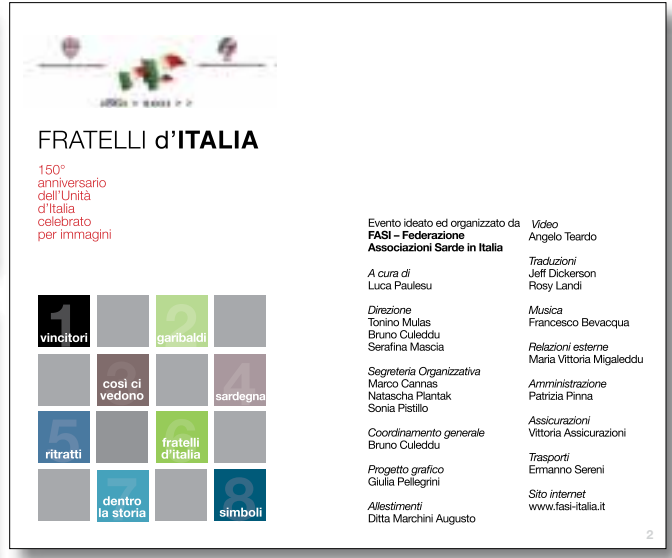 FRATELLI d'ITALIA
150°
anniversario
dell'Unità
d'Italia
celebrato
per immagini
1
vincitori
2
garibaldi
3
così ci
vedono
4
sardegna
5
ritratti
6
fratelli
d'italia
7
dentro
la storia
8
simboli
Evento ideato ed organizzato da
FASI – Federazione
Associazioni Sarde in Italia
A cura di
Luca Paulesu
Direzione
Tonino Mulas
Bruno Culeddu
Serafina Mascia
Segreteria Organizzativa
Marco Cannas
Natascha Plantak
Sonia Pistillo
Coordinamento generale
Bruno Culeddu
Progetto grafico
Giulia Pellegrini
Allestimenti
Ditta Marchini Augusto
Video
Angelo Teardo
Traduzioni
Jeff Dickerson
Rosy Landi
Musica
Francesco Bevacqua
Relazioni esterne
Maria Vittoria Migaleddu
Amministrazione
Patrizia Pinna
Assicurazioni
Vittoria Assicurazioni
Trasporti
Ermanno Sereni
Sito internet
www.fasi-italia.it
2